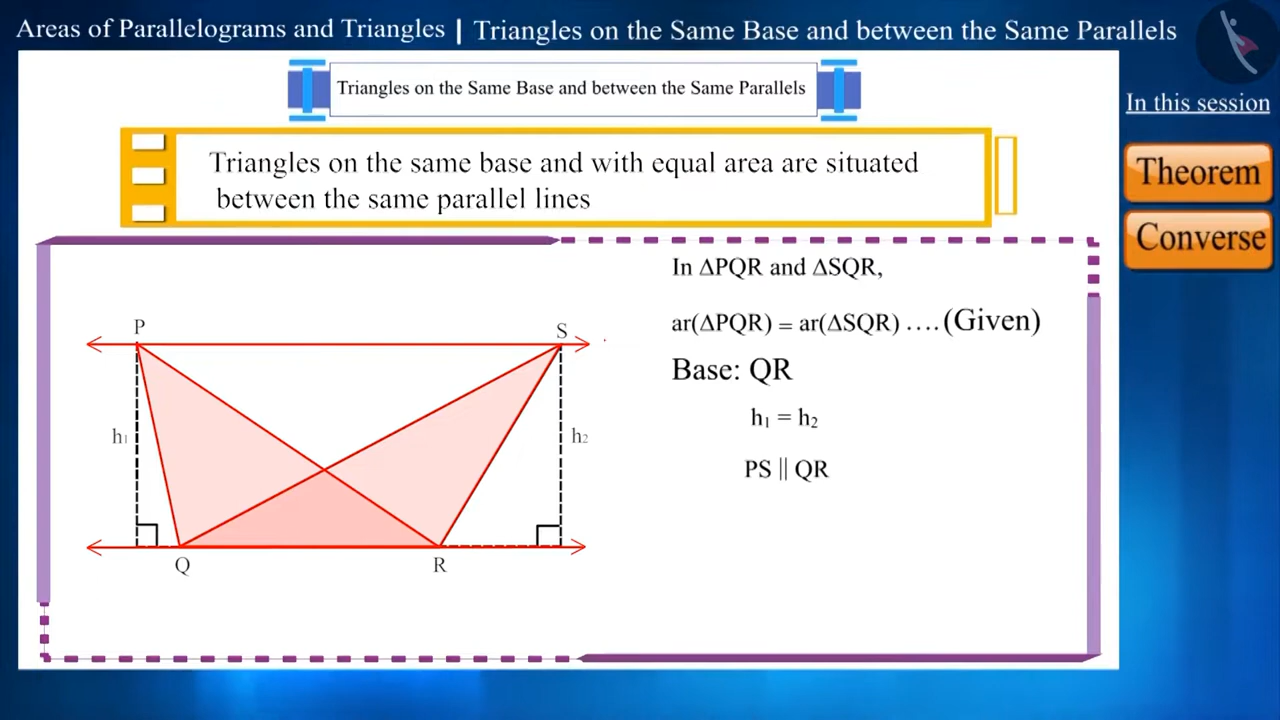 Areas of Parallelograms and Triangles | Triangles on the Same Base and between the Same Parallels
Triangles on the Same Base and between the Same Parallels
In this session
Theorem
Converse
Triangles on the same base and with equal area are situated
between the same parallel lines
In ΔPQR and ΔSQR,
ar(ΔPQR) = ar(ΔSQR) ....(Given)
Base: QR
h₁ = h₂
PS || QR
P
S
h₁
h₂
Q
R